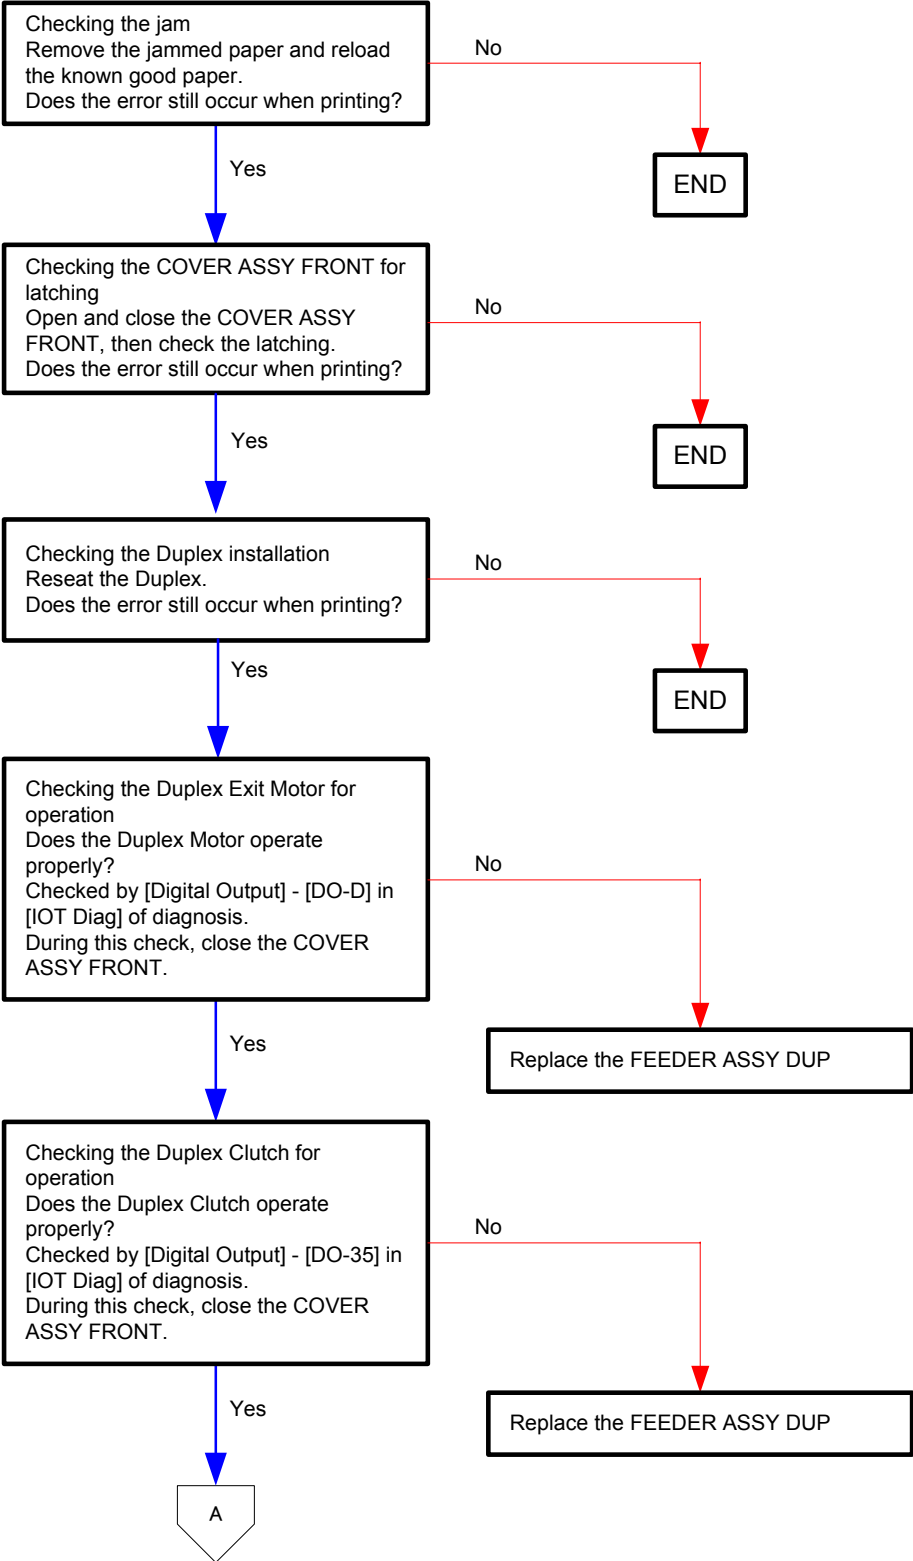 Checking the jam
Remove the jammed paper and reload
the known good paper.
Does the error still occur when printing?
No
Yes
END
Checking the COVER ASSY FRONT for
latching
Open and close the COVER ASSY
FRONT, then check the latching.
Does the error still occur when printing?
No
Yes
END
Checking the Duplex installation
Reseat the Duplex.
Does the error still occur when printing?
No
Yes
END
Checking the Duplex Exit Motor for
operation
Does the Duplex Motor operate
properly?
Checked by [Digital Output] - [DO-D] in
[IOT Diag] of diagnosis.
During this check, close the COVER
ASSY FRONT.
No
Yes
Replace the FEEDER ASSY DUP
Checking the Duplex Clutch for
operation
Does the Duplex Clutch operate
properly?
Checked by [Digital Output] - [DO-35] in
[IOT Diag] of diagnosis.
During this check, close the COVER
ASSY FRONT.
No
Yes
Replace the FEEDER ASSY DUP
A